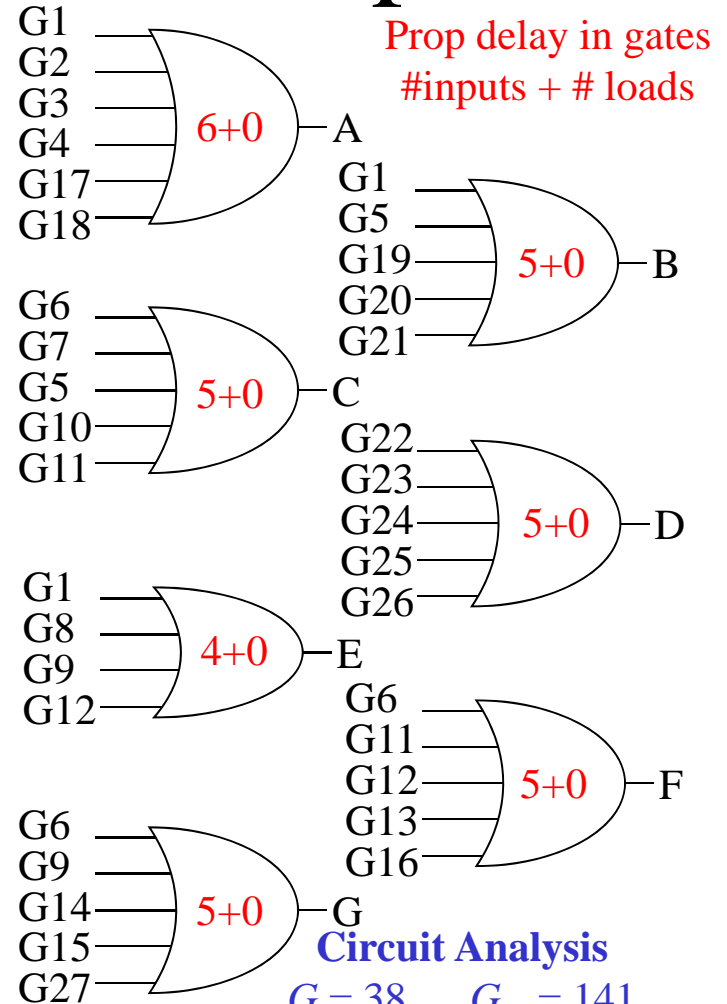 Prop delay in gates
#inputs + # loads
G1
G2
G3
G4
G17
G18
6+0
A
G1
G5
G19
G20
G21
5+0
B
G6
G7
G5
G10
G11
5+0
C
G22
G23
G24
G25
G26
5+0
D
G1
G8
G9
G12
4+0
E
G6
G11
G12
G13
G16
5+0
F
G6
G9
G14
G15
G27
5+0
G
Circuit Analysis
G = 38 G = 141